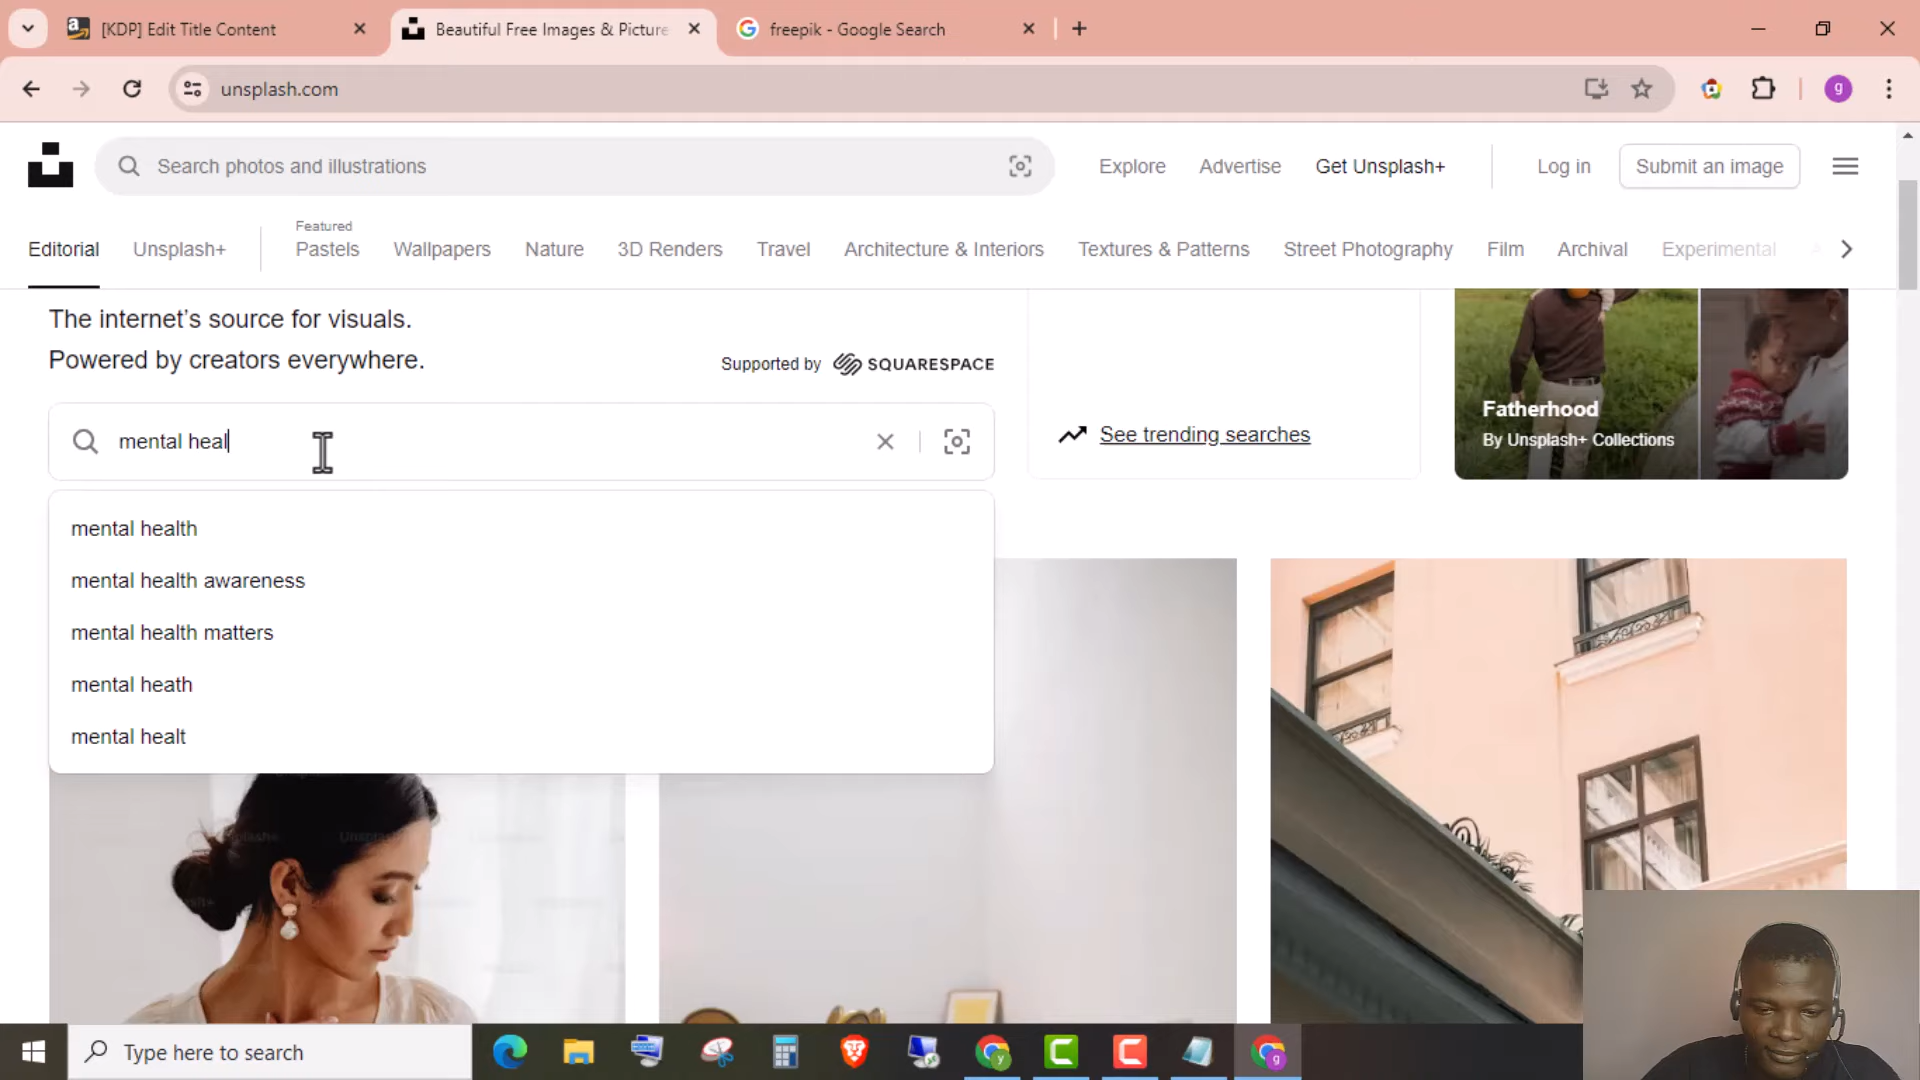 [KDP] Edit Title Content
Beautiful Free Images & Picture
freepik - Google Search
unsplash.com
g
Search photos and illustrations
Explore
Advertise
Get Unsplash+
Log in
Submit an image
Editorial
Unsplash+
Featured
Pastels
Wallpapers
Nature
3D Renders
Travel
Architecture & Interiors
Textures & Patterns
Street Photography
Film
Archival
Experimental
The internet's source for visuals.
Powered by creators everywhere.
Supported by SQUARESPACE
mental heal
See trending searches
Fatherhood
By Unsplash+ Collections
mental health
mental health awareness
mental health matters
mental heath
mental healt
Type here to search